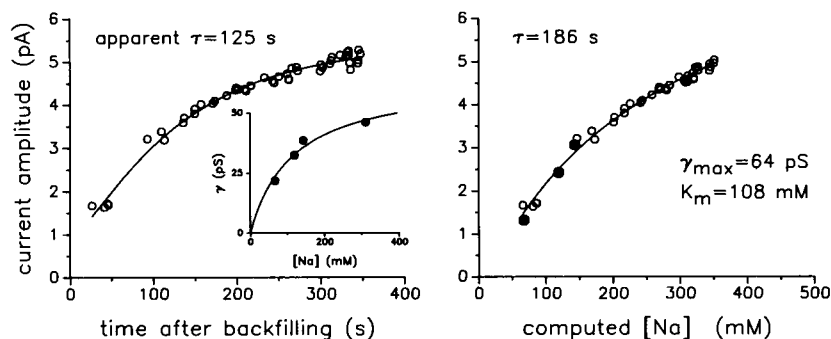 apparent τ=125 s
current amplitude (pA)
6
5
4
3
2
1
0
0 100 200 300 400
time after backfilling (s)
γ (pS)
50
25
0
0 200 400
[Na] (mM)
τ=186 s
6
5
4
3
2
1
0
γmax=64 pS
Km=108 mM
0 100 200 300 400 500
computed [Na] (mM)